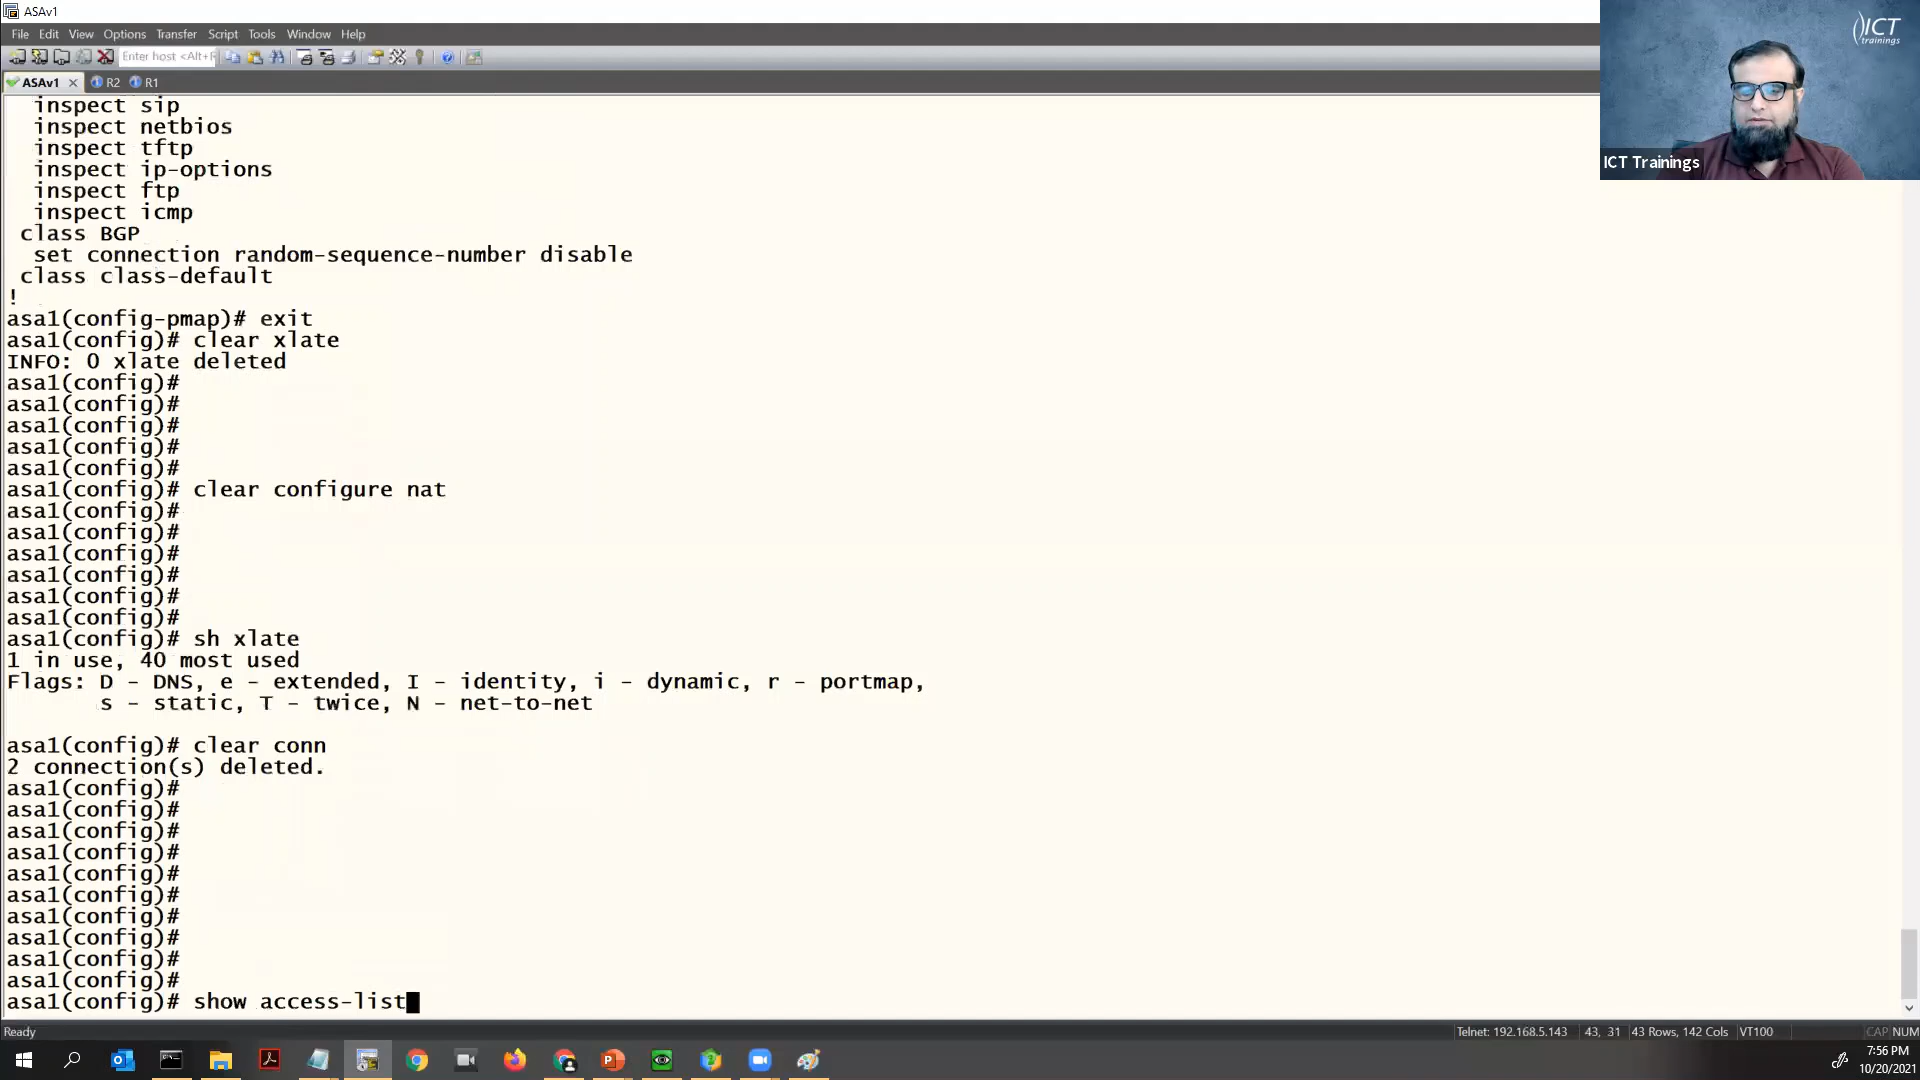 ASAv1
File Edit View Options Transfer Script Tools Window Help
Enter host <Alt+R
ASAv1 R2 R1
inspect sip
inspect netbios
inspect tftp
inspect ip-options
inspect ftp
inspect icmp
class BGP
set connection random-sequence-number disable
class class-default
!
asa1(config-pmap)# exit
asa1(config)# clear xlate
INFO: 0 xlate deleted
asa1(config)#
asa1(config)#
asa1(config)#
asa1(config)#
asa1(config)#
asa1(config)# clear configure nat
asa1(config)#
asa1(config)#
asa1(config)#
asa1(config)#
asa1(config)#
asa1(config)#
asa1(config)# sh xlate
1 in use, 40 most used
Flags: D - DNS, e - extended, I - identity, i - dynamic, r - portmap,
s - static, T - twice, N - net-to-net
asa1(config)# clear conn
2 connection(s) deleted.
asa1(config)#
asa1(config)#
asa1(config)#
asa1(config)#
asa1(config)#
asa1(config)#
asa1(config)#
asa1(config)#
asa1(config)#
asa1(config)#
asa1(config)# show access-list
ICT
trainings
ICT Trainings
Ready
Telnet: 192.168.5.143 43, 31 43 Rows, 142 Cols VT100 CAP NUM
7:56 PM
10/20/2021